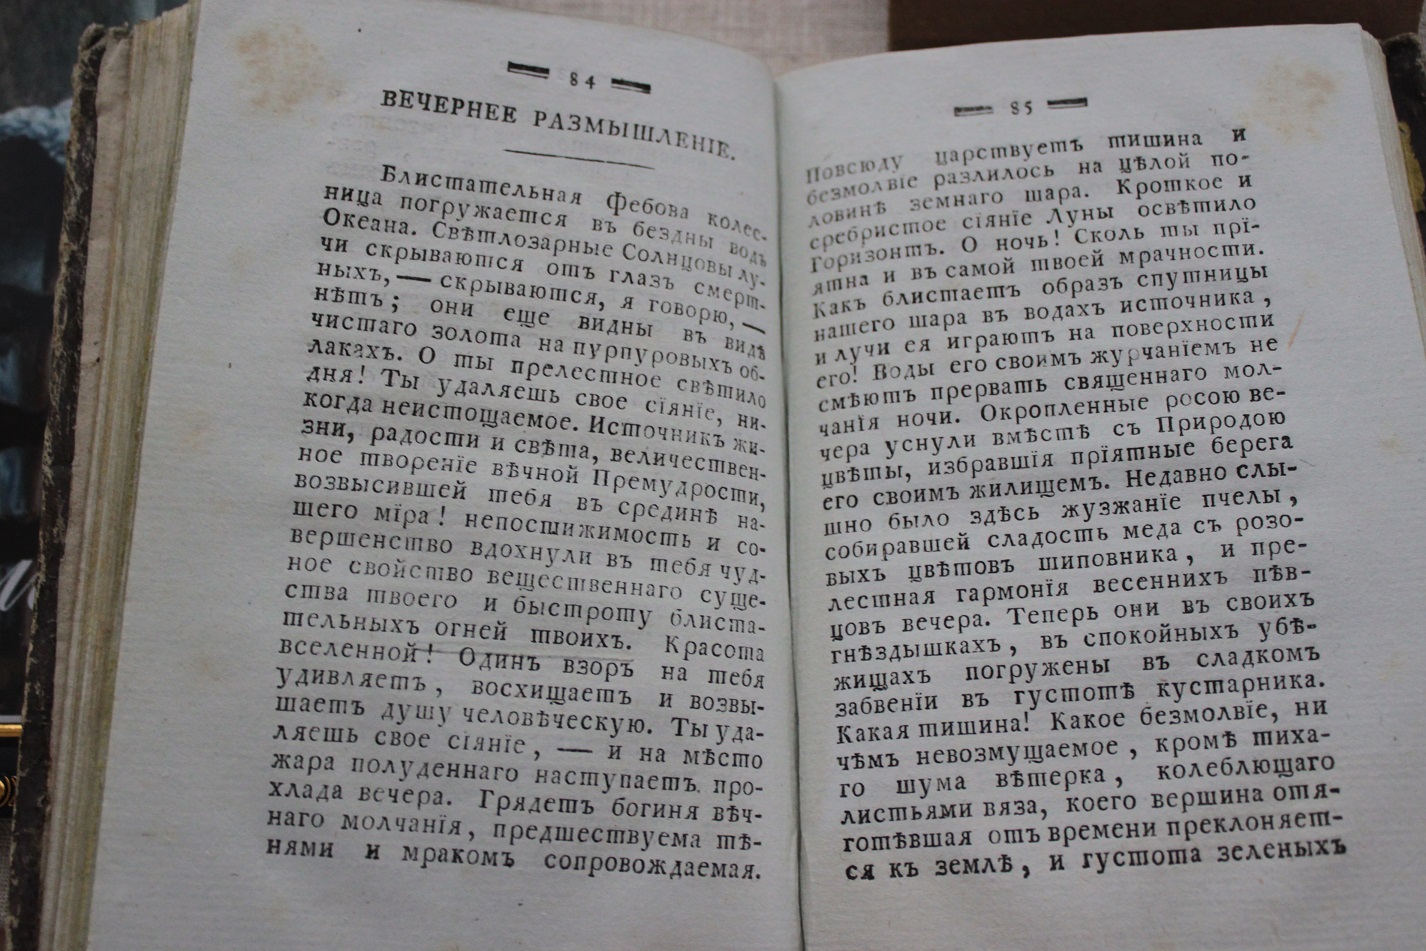 84
ВЕЧЕРНЕЕ РАЗМЫШЛЕНІЕ.
Блистательная Фебова колес-
ница погружается въ бездны водъ
Океана. Свѣтлозарные Солнцовы лу-
чи скрываются отъ глазъ смерт-
ныхъ, — скрываются, я говорю, —
нѣтъ; они еще видны въ видѣ
чистаго золота на пурпуровыхъ об-
лакахъ. О ты прелестное свѣтило
дня! Ты удаляешь свое сіяніе, ни-
когда неистощаемое. Источникъ жи-
зни, радости и свѣта, величествен-
ное твореніе вѣчной Премудрости,
возвысившей тебя въ срединѣ на-
шего міра! непостижимость и со-
вершенство вдохнули въ тебя чуд-
ное свойство вещественнаго суще-
ства твоего и быстроту блиста-
тельныхъ огней твоихъ. Красота
вселенной! Одинъ взоръ на тебя
удивляетъ, восхищаетъ и возвы-
шаетъ душу человѣческую. Ты уда-
ляешь свое сіяніе, — и на мѣсто
жара полуденнаго наступаетъ про-
хлада вечера. Грядетъ богиня вѣч-
наго молчанія, предшествуема тѣ-
нями и мракомъ сопровождаемая.
85
Повсюду царствуетъ тишина и
безмолвіе разлилось на цѣлой по-
ловинѣ земнаго шара. Кроткое и
сребристое сіяніе Луны освѣтило
Горизонтъ. О ночь! Сколь ты прі-
ятна и въ самой твоей мрачности.
Какъ блистаетъ образъ спутницы
нашего шара въ водахъ источника,
и лучи ея играютъ на поверхности
его! Воды его своимъ журчаніемъ не
смѣютъ прервать священнаго мол-
чанія ночи. Окропленные росою ве-
чера уснули вмѣстѣ съ Природою
цвѣты, избравшія пріятные берега
его своимъ жилищемъ. Недавно слы-
шно было здѣсь жузжаніе пчелы,
собиравшей сладость меда съ розо-
выхъ цвѣтовъ шиповника, и пре-
лестная гармонія весеннихъ пѣв-
цовъ вечера. Теперь они въ своихъ
гнѣздышкахъ, въ спокойныхъ убѣ-
жищахъ погружены въ сладкомъ
забвеніи въ густотѣ кустарника.
Какая тишина! Какое безмолвіе, ни
чѣмъ невозмущаемое, кромѣ тиха-
го шума вѣтерка, колеблющаго
листьями вяза, коего вершина отя-
готѣвшая отъ времени преклоняет-
ся къ землѣ, и густота зеленыхъ